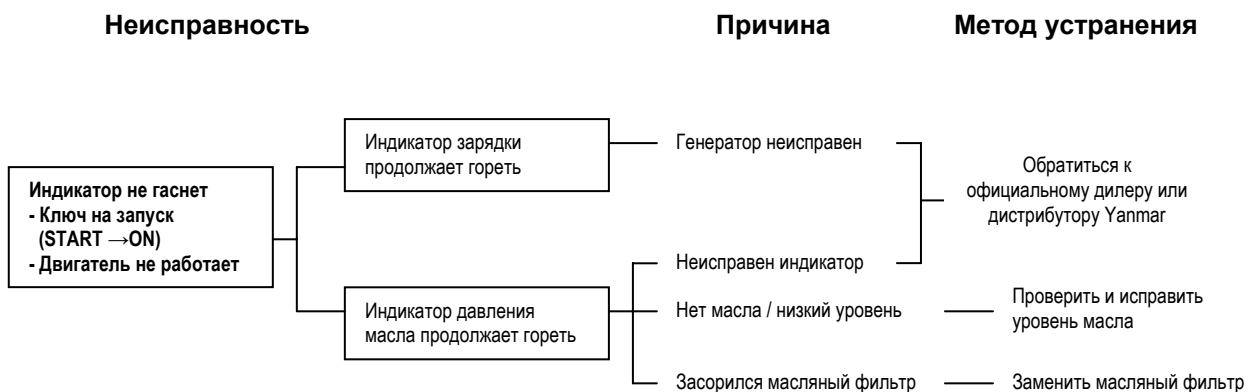 Неисправность
Причина
Метод устранения
Индикатор не гаснет
- Ключ на запуск
(START →ON)
- Двигатель не работает
Индикатор зарядки
продолжает гореть
Генератор неисправен
Обратиться к
официальному дилеру или
дистрибутору Yanmar
Индикатор давления
масла продолжает гореть
Неисправен индикатор
Нет масла / низкий уровень
Проверить и исправить
уровень масла
Засорился масляный фильтр
Заменить масляный фильтр